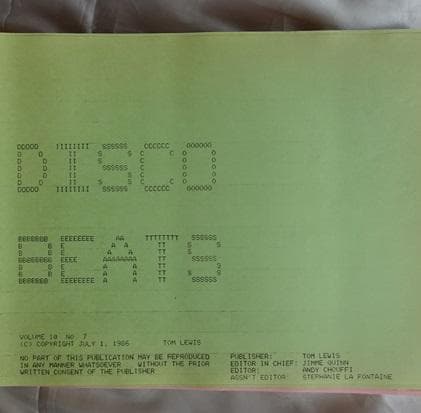 DISCO
BEATS
VOLUME 10 NO 7
(C) COPYRIGHT JULY 1, 1986 TOM LEWIS
NO PART OF THIS PUBLICATION MAY BE REPRODUCED
IN ANY MANNER WHATSOEVER WITHOUT THE PRIOR
WRITTEN CONSENT OF THE PUBLISHER
PUBLISHER: TOM LEWIS
EDITOR IN CHIEF: JIMME QUINN
EDITOR: ANDY CHOUFFI
ASSN'T EDITOR: STEPHANIE LA FONTAINE